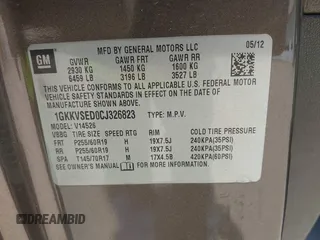 GM
MFD BY GENERAL MOTORS LLC 05/12
GVWR GAWR FRT GAWR RR
2930 KG 1450 KG 1600 KG
6459 LB 3196 LB 3527 LB
THIS VEHICLE CONFORMS TO ALL APPLICABLE U.S. FEDERAL MOTOR
VEHICLE SAFETY STANDARDS IN EFFECT ON THE DATE OF
MANUFACTURE SHOWN ABOVE.
1GKKVSED0CJ326823 TYPE: M.P.V.
MODEL: V14526
TIRE SIZE SPEED RIM COLD TIRE PRESSURE
FRT P255/60R19 H 19X7.5J 240KPA(35PSI)
RR P255/60R19 H 19X7.5J 240KPA(35PSI)
SPA T145/70R17 M 17X4.5B 420KPA(60PSI)
SEE OWNER'S MANUAL FOR ADDITIONAL INFORMATION.
DREAMBID